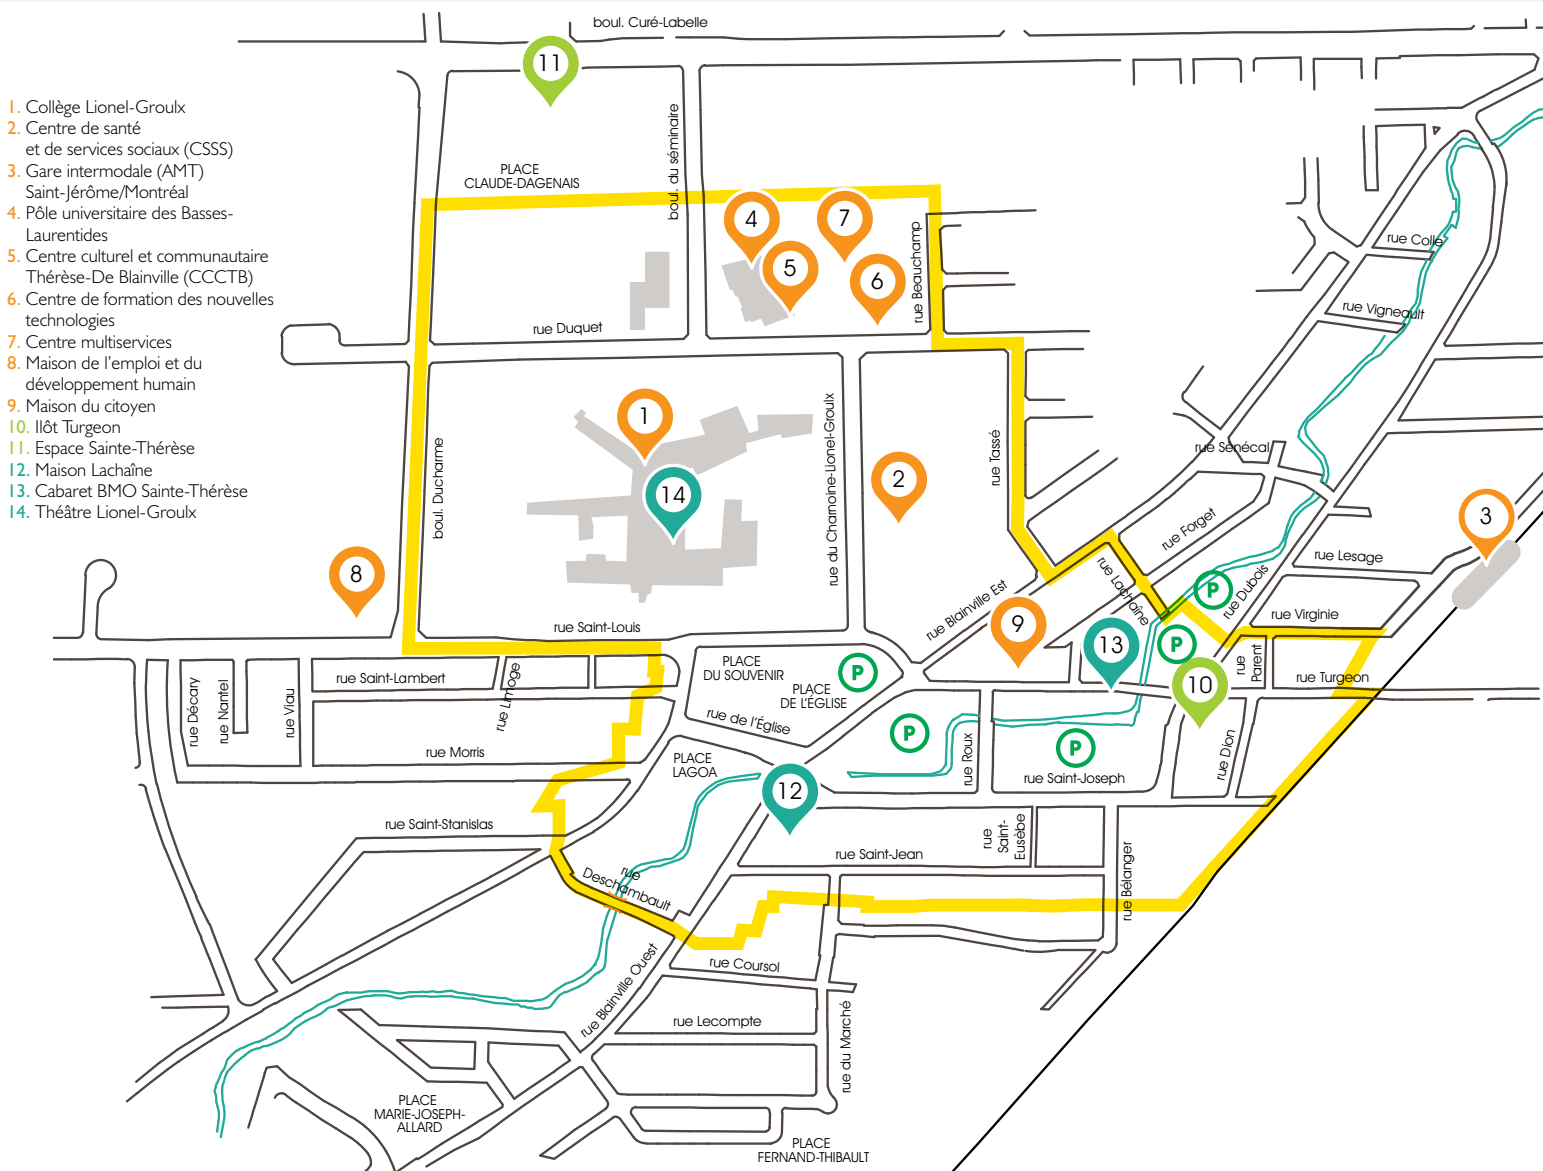 boul. Curé-Labelle
11
1. Collège Lionel-Groulx
2. Centre de santé
et de services sociaux (CSSS)
3. Gare intermodale (AMT)
Saint-Jérôme/Montréal
4. Pôle universitaire des Basses-
Laurentides
5. Centre culturel et communautaire
Thérèse-De Blainville (CCCTB)
6. Centre de formation des nouvelles
technologies
7. Centre multiservices
8. Maison de l'emploi et du
développement humain
9. Maison du citoyen
10. Ilôt Turgeon
11. Espace Sainte-Thérèse
12. Maison Lachaîne
13. Cabaret BMO Sainte-Thérèse
14. Théâtre Lionel-Groulx
PLACE
CLAUDE-DAGENAIS
boul. du séminaire
4
7
5
6
rue Beauchamp
rue Duquet
rue Colle
rue Vigneault
1
14
2
boul. Ducharme
rue du Charnoine-Lionel-Groulx
rue Tassé
rue Sénécal
rue Forget
3
rue Lesage
8
rue Blainville Est
rue Lachaîne
P
rue Dubois
rue Virginie
rue Saint-Louis
9
13
P
rue
Parent
10
rue Turgeon
PLACE
DU SOUVENIR
P
PLACE
DE L'ÉGLISE
rue Saint-Lambert
rue Limoge
rue Décary
rue Nantel
rue Viau
rue de l'Église
P
rue Roux
P
rue Dion
rue Morris
PLACE
LAGOA
rue Saint-Joseph
12
rue Saint-Stanislas
rue Saint-Jean
rue
Saint-
Eusèbe
rue Bélanger
rue
Deschambault
rue Blainville Ouest
rue Coursol
rue Lecompte
rue du Marché
PLACE
MARIE-JOSEPH-
ALLARD
PLACE
FERNAND-THIBAULT